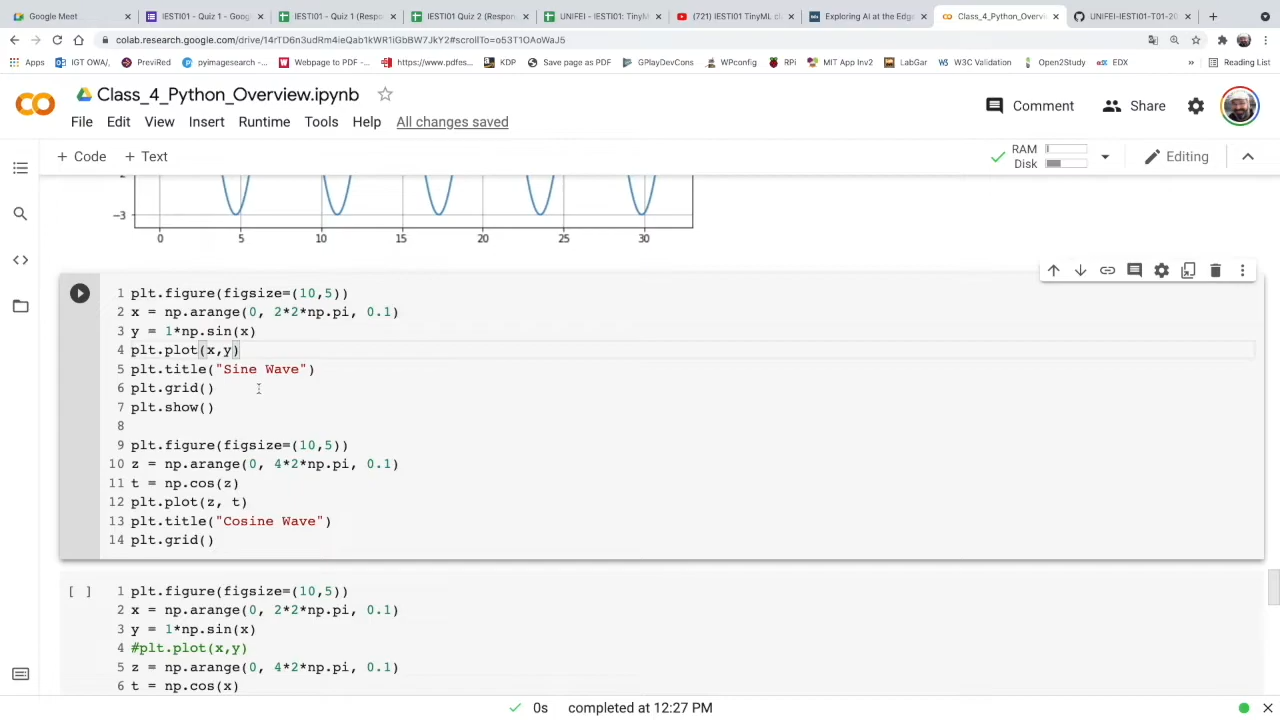 Google Meet
IESTI01 - Quiz 1 - Goog
IESTI01 - Quiz 1 (Respon
IESTI01 Quiz 2 (Respon
UNIFEI - IESTI01: TinyM
(721) IESTI01 TinyML cl
Exploring AI at the Edge
Class_4_Python_Overvi
UNIFEI-IESTI01-T01-20
colab.research.google.com/drive/14rTD6n3udRm4ieQab1kWR1iGbBW7JkY2#scrollTo=o53T1OAoWaJ5
Apps
IGT OWA/,
PreviRed
pyimagesearch -...
Webpage to PDF -...
https://www.pdfes...
KDP
Save page as PDF
GPlayDevCons
WPconfig
RPi
MIT App Inv2
LabGar
W3C Validation
Open2Study
EDX
»
Reading List
Class_4_Python_Overview.ipynb
Comment
Share
File Edit View Insert Runtime Tools Help All changes saved
+ Code + Text
RAM
Disk
Editing
-3
0 5 10 15 20 25 30
1 plt.figure(figsize=(10,5))
2 x = np.arange(0, 2*2*np.pi, 0.1)
3 y = 1*np.sin(x)
4 plt.plot(x,y)
5 plt.title("Sine Wave")
6 plt.grid()
7 plt.show()
8
9 plt.figure(figsize=(10,5))
10 z = np.arange(0, 4*2*np.pi, 0.1)
11 t = np.cos(z)
12 plt.plot(z, t)
13 plt.title("Cosine Wave")
14 plt.grid()
[ ]
1 plt.figure(figsize=(10,5))
2 x = np.arange(0, 2*2*np.pi, 0.1)
3 y = 1*np.sin(x)
4 #plt.plot(x,y)
5 z = np.arange(0, 4*2*np.pi, 0.1)
6 t = np.cos(x)
0s completed at 12:27 PM